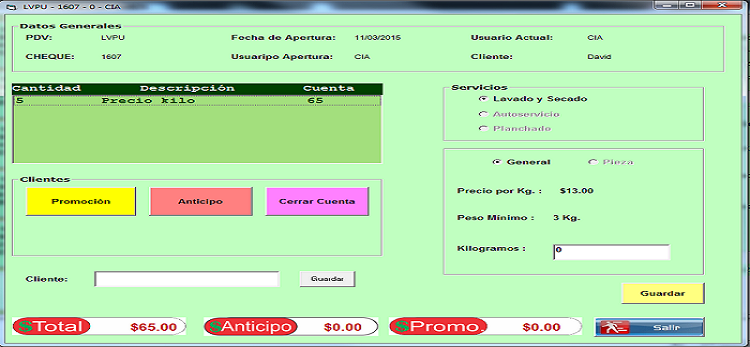 LVPU - 1607 - 0 - CIA
Datos Generales
PDV: LVPU Focha de Apertura: 11/03/2015 Usuario Actual: CIA
CHEQUE: 1607 Usuaripo Apertura: CIA Cliente: David
Cantidad Descripción Cuenta
5 Precio kilo 65
Servicios
Lavado y Secado
Autoservicio
Planchado
General Pieza
Precio por Kg. : $13.00
Peso Mínimo : 3 Kg.
Kilogramos : 0
Guardar
Clientes
Promoción Anticipo Cerrar Cuenta
Cliente: Guardar
$Total $65.00 $Anticipo $0.00 $Promo. $0.00 Salir